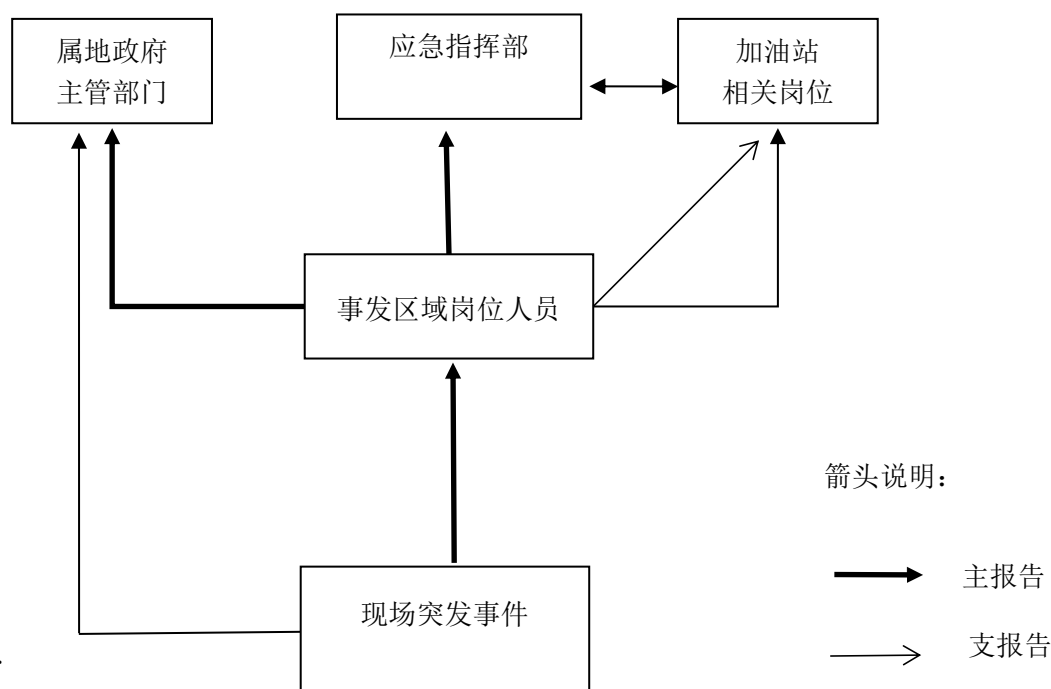 属地政府
主管部门
应急指挥部
加油站
相关岗位
事发区域岗位人员
现场突发事件
箭头说明：
主报告
支报告